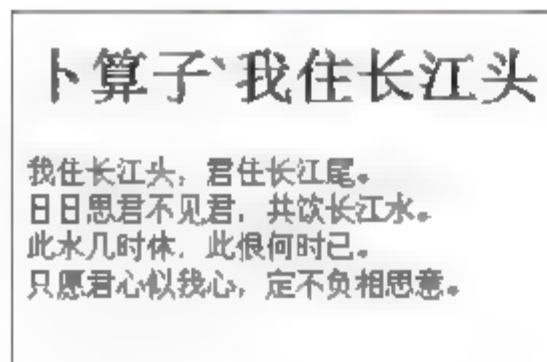 卜算子`我住长江头
我住长江头，君住长江尾。
日日思君不见君，共饮长江水。
此水几时休，此恨何时已。
只愿君心似我心，定不负相思意。